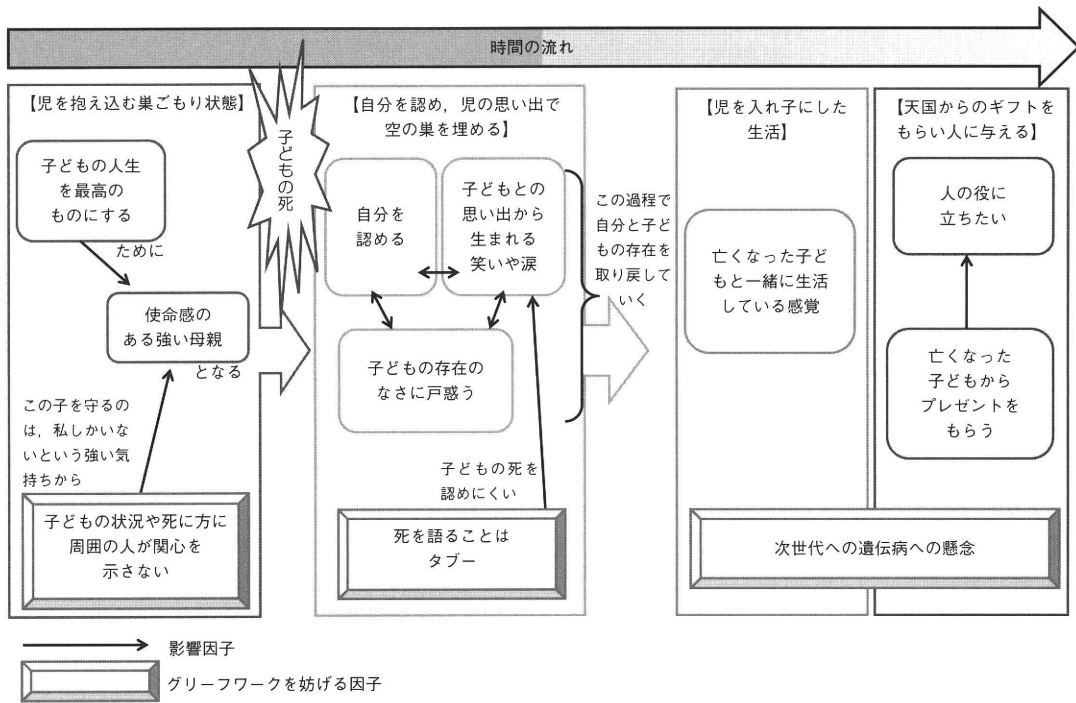 時間の流れ
【児を抱え込む巣ごもり状態】
子どもの人生
を最高の
ものにする
ために
使命感の
ある強い母親
となる
この子を守るの
は，私しかいな
いという強い気
持ちから
子どもの状況や死に方に
周囲の人が関心を
示さない
子どもの死
【自分を認め，児の思い出で
空の巣を埋める】
自分を
認める
子どもとの
思い出から
生まれる
笑いや涙
子どもの存在の
なさに戸惑う
子どもの死を
認めにくい
死を語ることは
タブー
この過程で
自分と子ど
もの存在を
取り戻して
いく
【児を入れ子にした
生活】
亡くなった子ど
もと一緒に生活
している感覚
【天国からのギフトを
もらい人に与える】
人の役に
立ちたい
亡くなった
子どもから
プレゼントを
もらう
次世代への遺伝病への懸念
影響因子
グリーフワークを妨げる因子